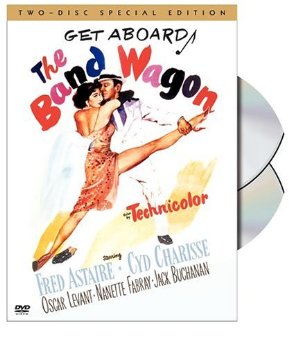 TWO-DISC SPECIAL EDITION
GET ABOARD
The
Band Wagon
Technicolor
Starring
FRED ASTAIRE · CYD CHARISSE
OSCAR LEVANT · NANETTE FABRAY · JACK BUCHANAN
DVD
VIDEO